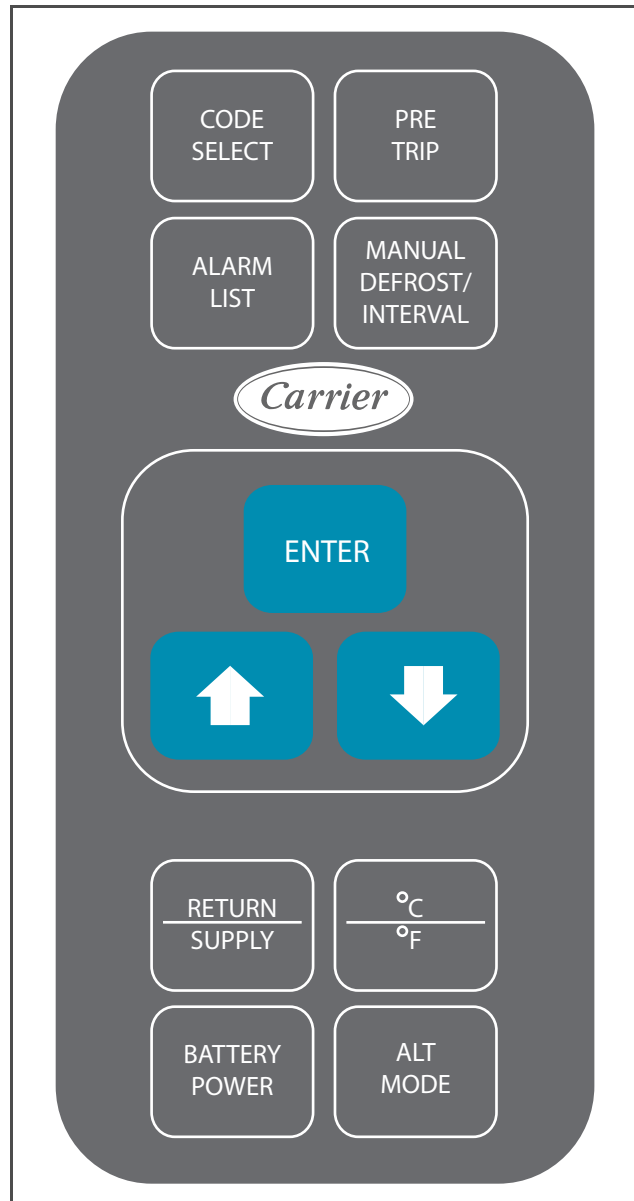 CODE
SELECT
PRE
TRIP
ALARM
LIST
MANUAL
DEFROST/
INTERVAL
Carrier
ENTER
RETURN
SUPPLY
°C
°F
BATTERY
POWER
ALT
MODE